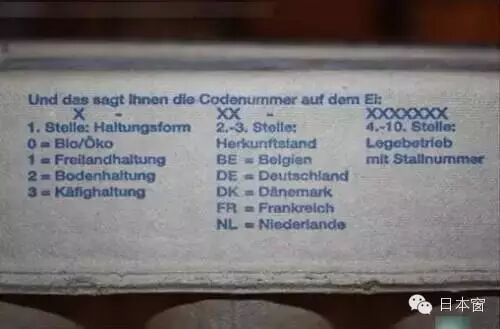 Und das sagt Ihnen die Codenummer auf dem Ei:
X - XX - XXXXXXX
1. Stelle: Haltungsform 2.-3. Stelle: 4.-10. Stelle:
0 = Bio/Öko Herkunftsland Legebetrieb
1 = Freilandhaltung BE = Belgien mit Stallnummer
2 = Bodenhaltung DE = Deutschland
3 = Käfighaltung DK = Dänemark
FR = Frankreich
NL = Niederlande
日本窗